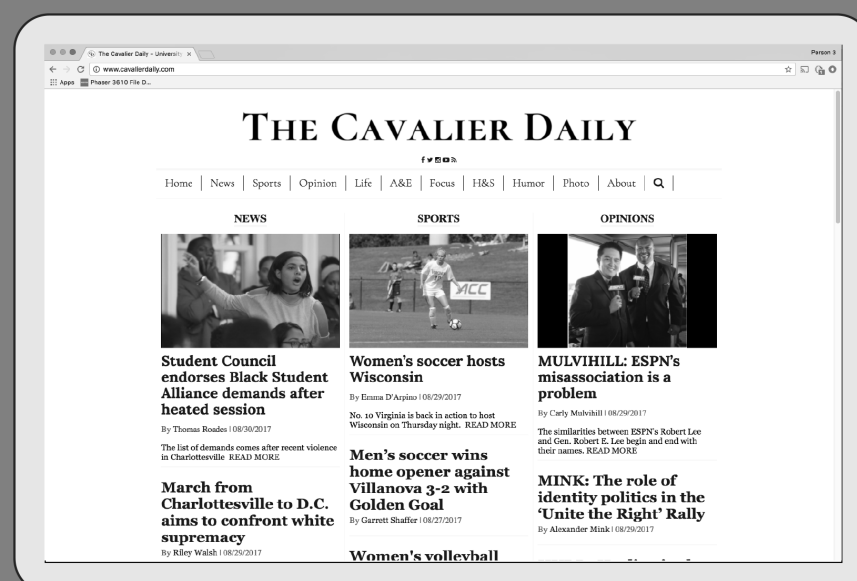 The Cavalier Daily - University
Person 3
www.cavalierdaily.com
Apps Phaser 3610 File D...
THE CAVALIER DAILY
Home | News | Sports | Opinion | Life | A&E | Focus | H&S | Humor | Photo | About |
NEWS
Student Council
endorses Black Student
Alliance demands after
heated session
By Thomas Roades | 08/30/2017
The list of demands comes after recent violence
in Charlottesville READ MORE
March from
Charlottesville to D.C.
aims to confront white
supremacy
By Riley Walsh | 08/29/2017
SPORTS
ACC
Women's soccer hosts
Wisconsin
By Emma D'Arpino | 08/29/2017
No. 10 Virginia is back in action to host
Wisconsin on Thursday night. READ MORE
Men's soccer wins
home opener against
Villanova 3-2 with
Golden Goal
By Garrett Shaffer | 08/27/2017
Women's volleyball
OPINIONS
ESPN
ESPN
MULVIHILL: ESPN's
misassociation is a
problem
By Carly Mulvihill | 08/29/2017
The similarities between ESPN's Robert Lee
and Gen. Robert E. Lee begin and end with
their names. READ MORE
MINK: The role of
identity politics in the
'Unite the Right' Rally
By Alexander Mink | 08/29/2017